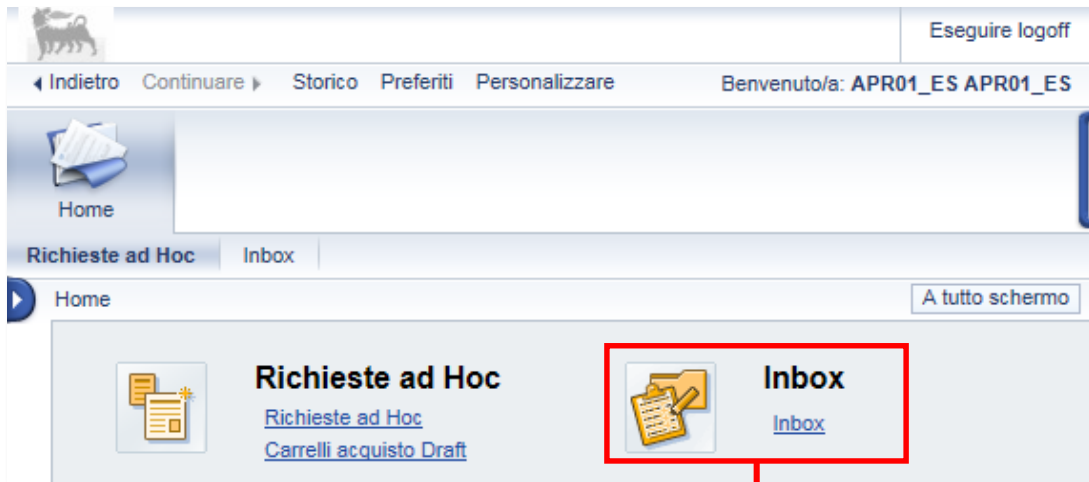 Eseguire logoff
Indietro Continuare Storico Preferiti Personalizzare Benvenuto/a: APR01_ES APR01_ES
Home
Richieste ad Hoc Inbox
Home A tutto schermo
Richieste ad Hoc
Richieste ad Hoc
Carrelli acquisto Draft
Inbox
Inbox